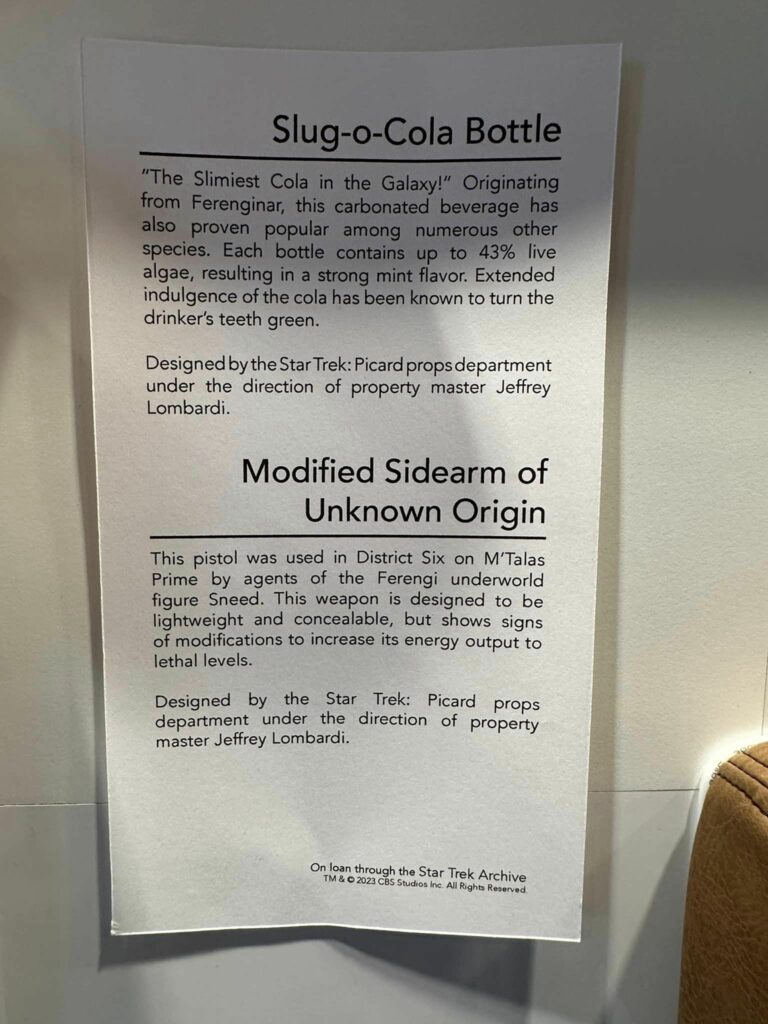 Slug-o-Cola Bottle
"The Slimiest Cola in the Galaxy!" Originating
from Ferenginar, this carbonated beverage has
also proven popular among numerous other
species. Each bottle contains up to 43% live
algae, resulting in a strong mint flavor. Extended
indulgence of the cola has been known to turn the
drinker's teeth green.
Designed by the Star Trek: Picard props department
under the direction of property master Jeffrey
Lombardi.
Modified Sidearm of
Unknown Origin
This pistol was used in District Six on M'Talas
Prime by agents of the Ferengi underworld
figure Sneed. This weapon is designed to be
lightweight and concealable, but shows signs
of modifications to increase its energy output to
lethal levels.
Designed by the Star Trek: Picard props
department under the direction of property
master Jeffrey Lombardi.
On loan through the Star Trek Archive
TM & © 2023 CBS Studios Inc. All Rights Reserved.